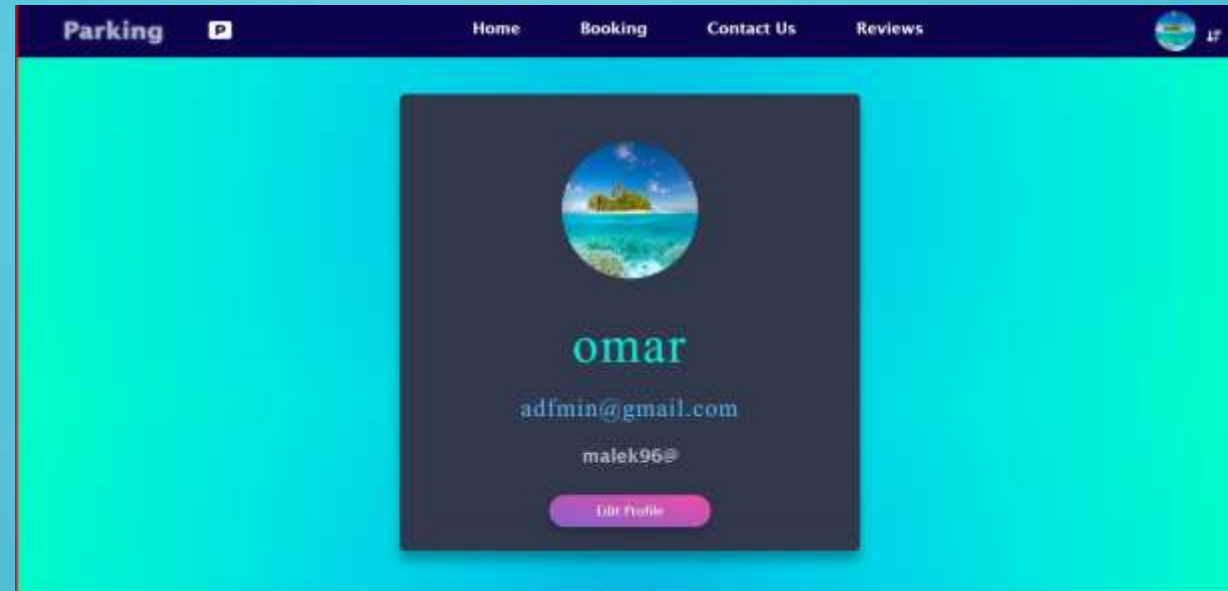 Parking P Home Booking Contact Us Reviews
omar
adfmin@gmail.com
malek96@
Edit Profile